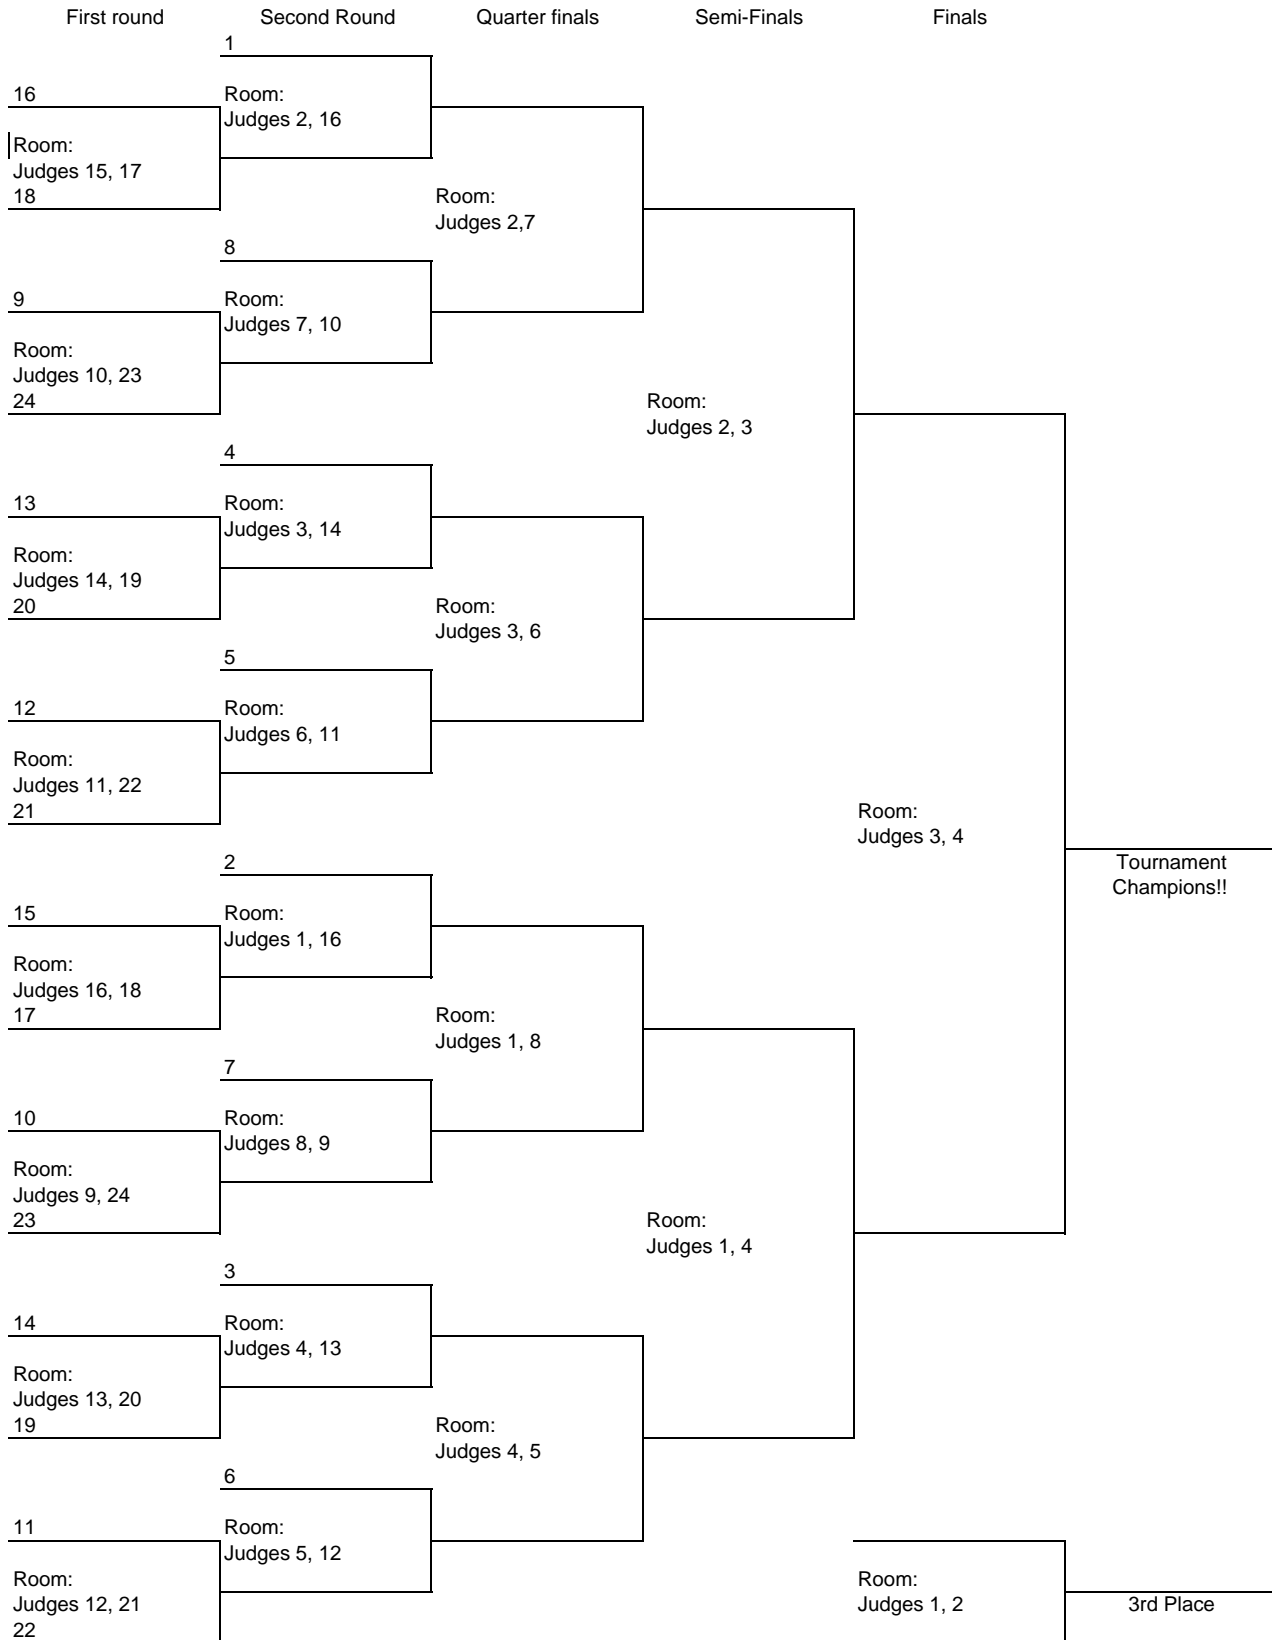 First round
Second Round
Quarter finals
Semi-Finals
Finals
1
16
Room:
Judges 2, 16
Room:
Judges 15, 17
18
Room:
Judges 2,7
8
9
Room:
Judges 7, 10
Room:
Judges 10, 23
24
Room:
Judges 2, 3
4
13
Room:
Judges 3, 14
Room:
Judges 14, 19
20
Room:
Judges 3, 6
5
12
Room:
Judges 6, 11
Room:
Judges 11, 22
21
Room:
Judges 3, 4
Tournament
Champions!!
2
15
Room:
Judges 1, 16
Room:
Judges 16, 18
17
Room:
Judges 1, 8
7
10
Room:
Judges 8, 9
Room:
Judges 9, 24
23
Room:
Judges 1, 4
3
14
Room:
Judges 4, 13
Room:
Judges 13, 20
19
Room:
Judges 4, 5
6
11
Room:
Judges 5, 12
Room:
Judges 12, 21
22
Room:
Judges 1, 2
3rd Place